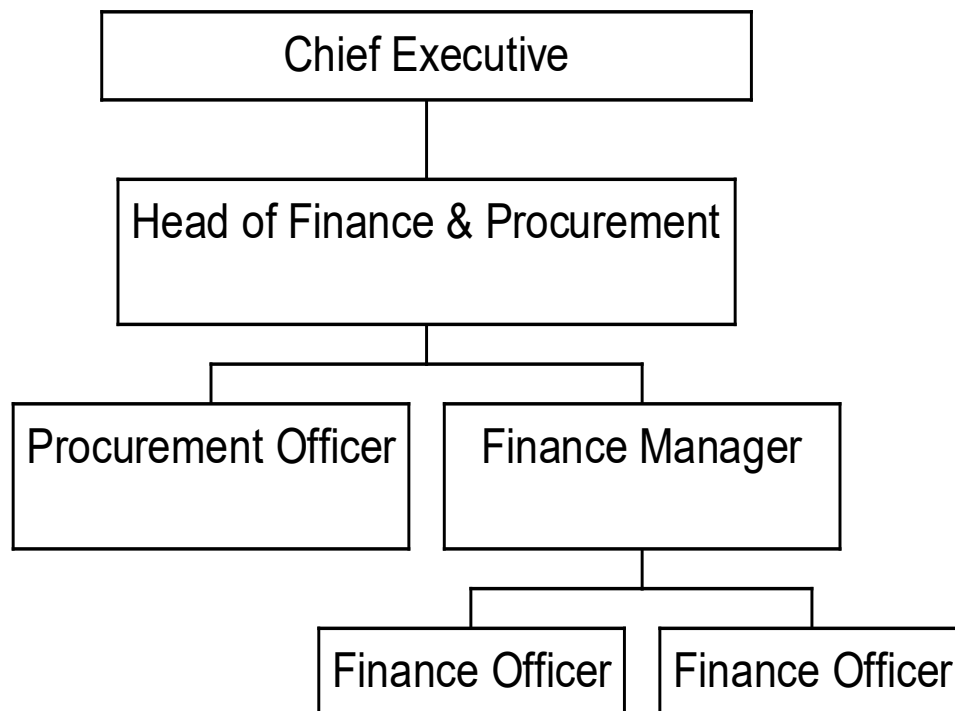 Chief Executive
Head of Finance & Procurement
Procurement Officer
Finance Manager
Finance Officer
Finance Officer